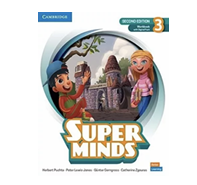 CAMBRIDGE
SECOND EDITION
Workbook
3
SUPER
MINDS
Herbert Puchta Peter Lewis-Jones Günter Gerngross Catherine Zgouras